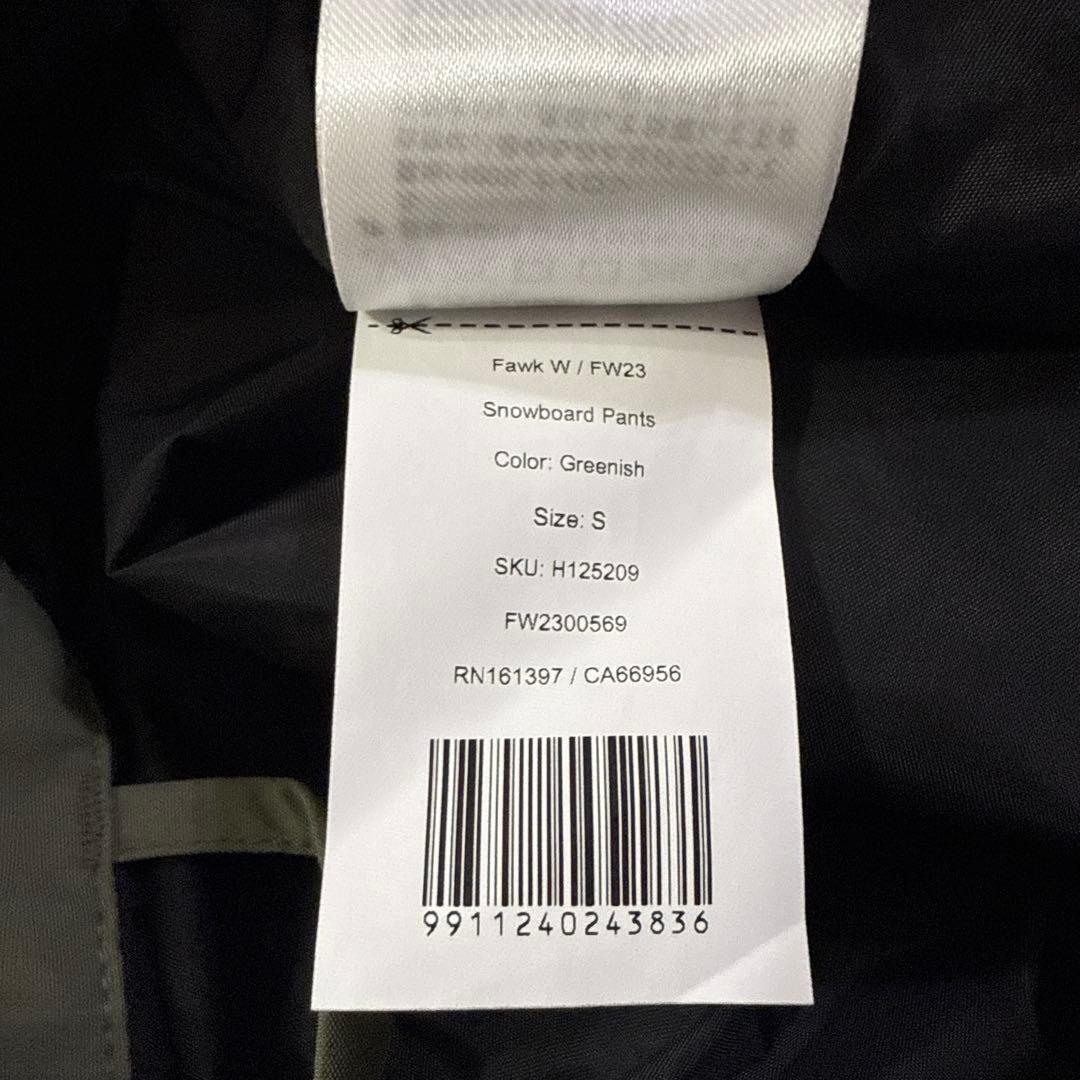 Fawk W / FW23
Snowboard Pants
Color: Greenish
Size: S
SKU: H125209
FW2300569
RN161397 / CA66956
9911240243836